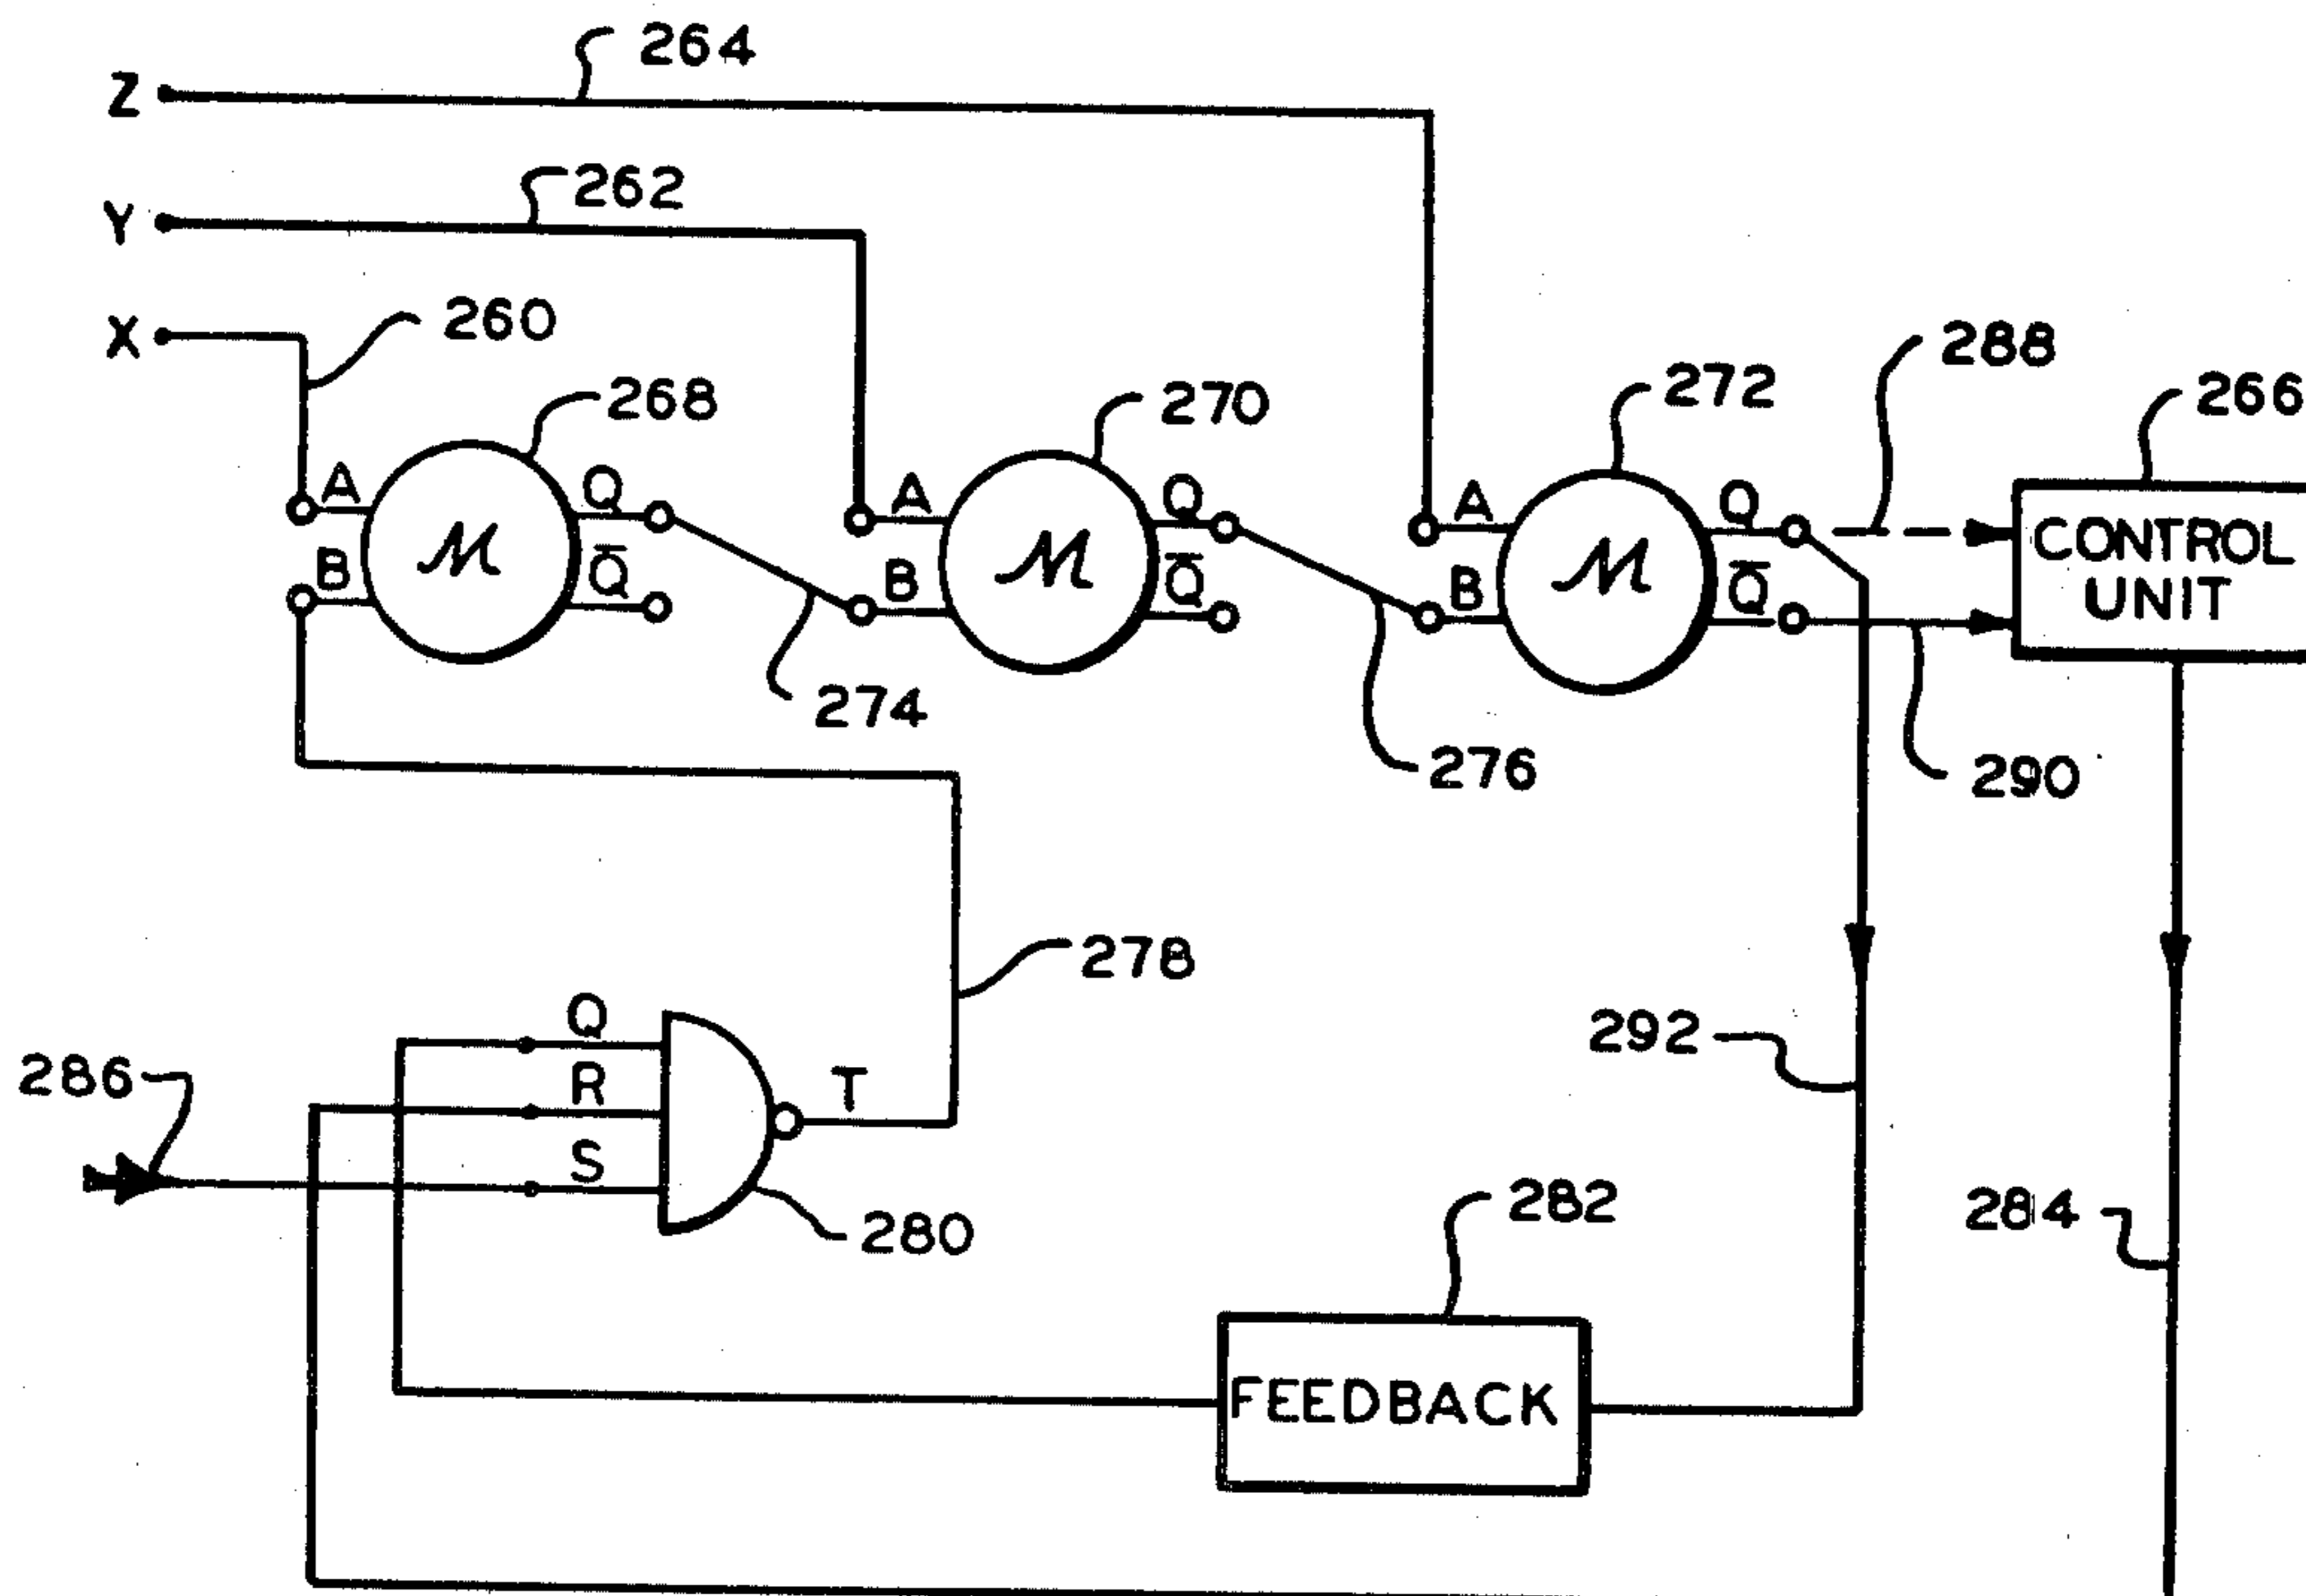 264
Z
262
Y
260
X
288
268
270
272
266
A
Q
A
Q
A
Q
CONTROL
UNIT
M
M
M
B
Q̅
B
Q̅
B
Q̅
274
276
290
278
Q
292
286
R
T
S
280
282
284
FEEDBACK